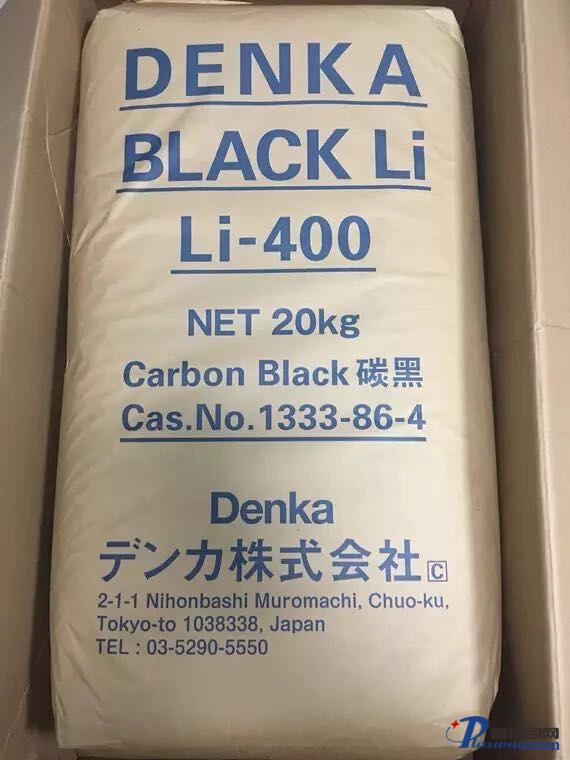 DENKA
BLACK Li
Li-400
NET 20kg
Carbon Black 碳黑
Cas.No.1333-86-4
Denka
デンカ株式会社 C
2-1-1 Nihonbashi Muromachi, Chuo-ku,
Tokyo-to 1038338, Japan
TEL : 03-5290-5550